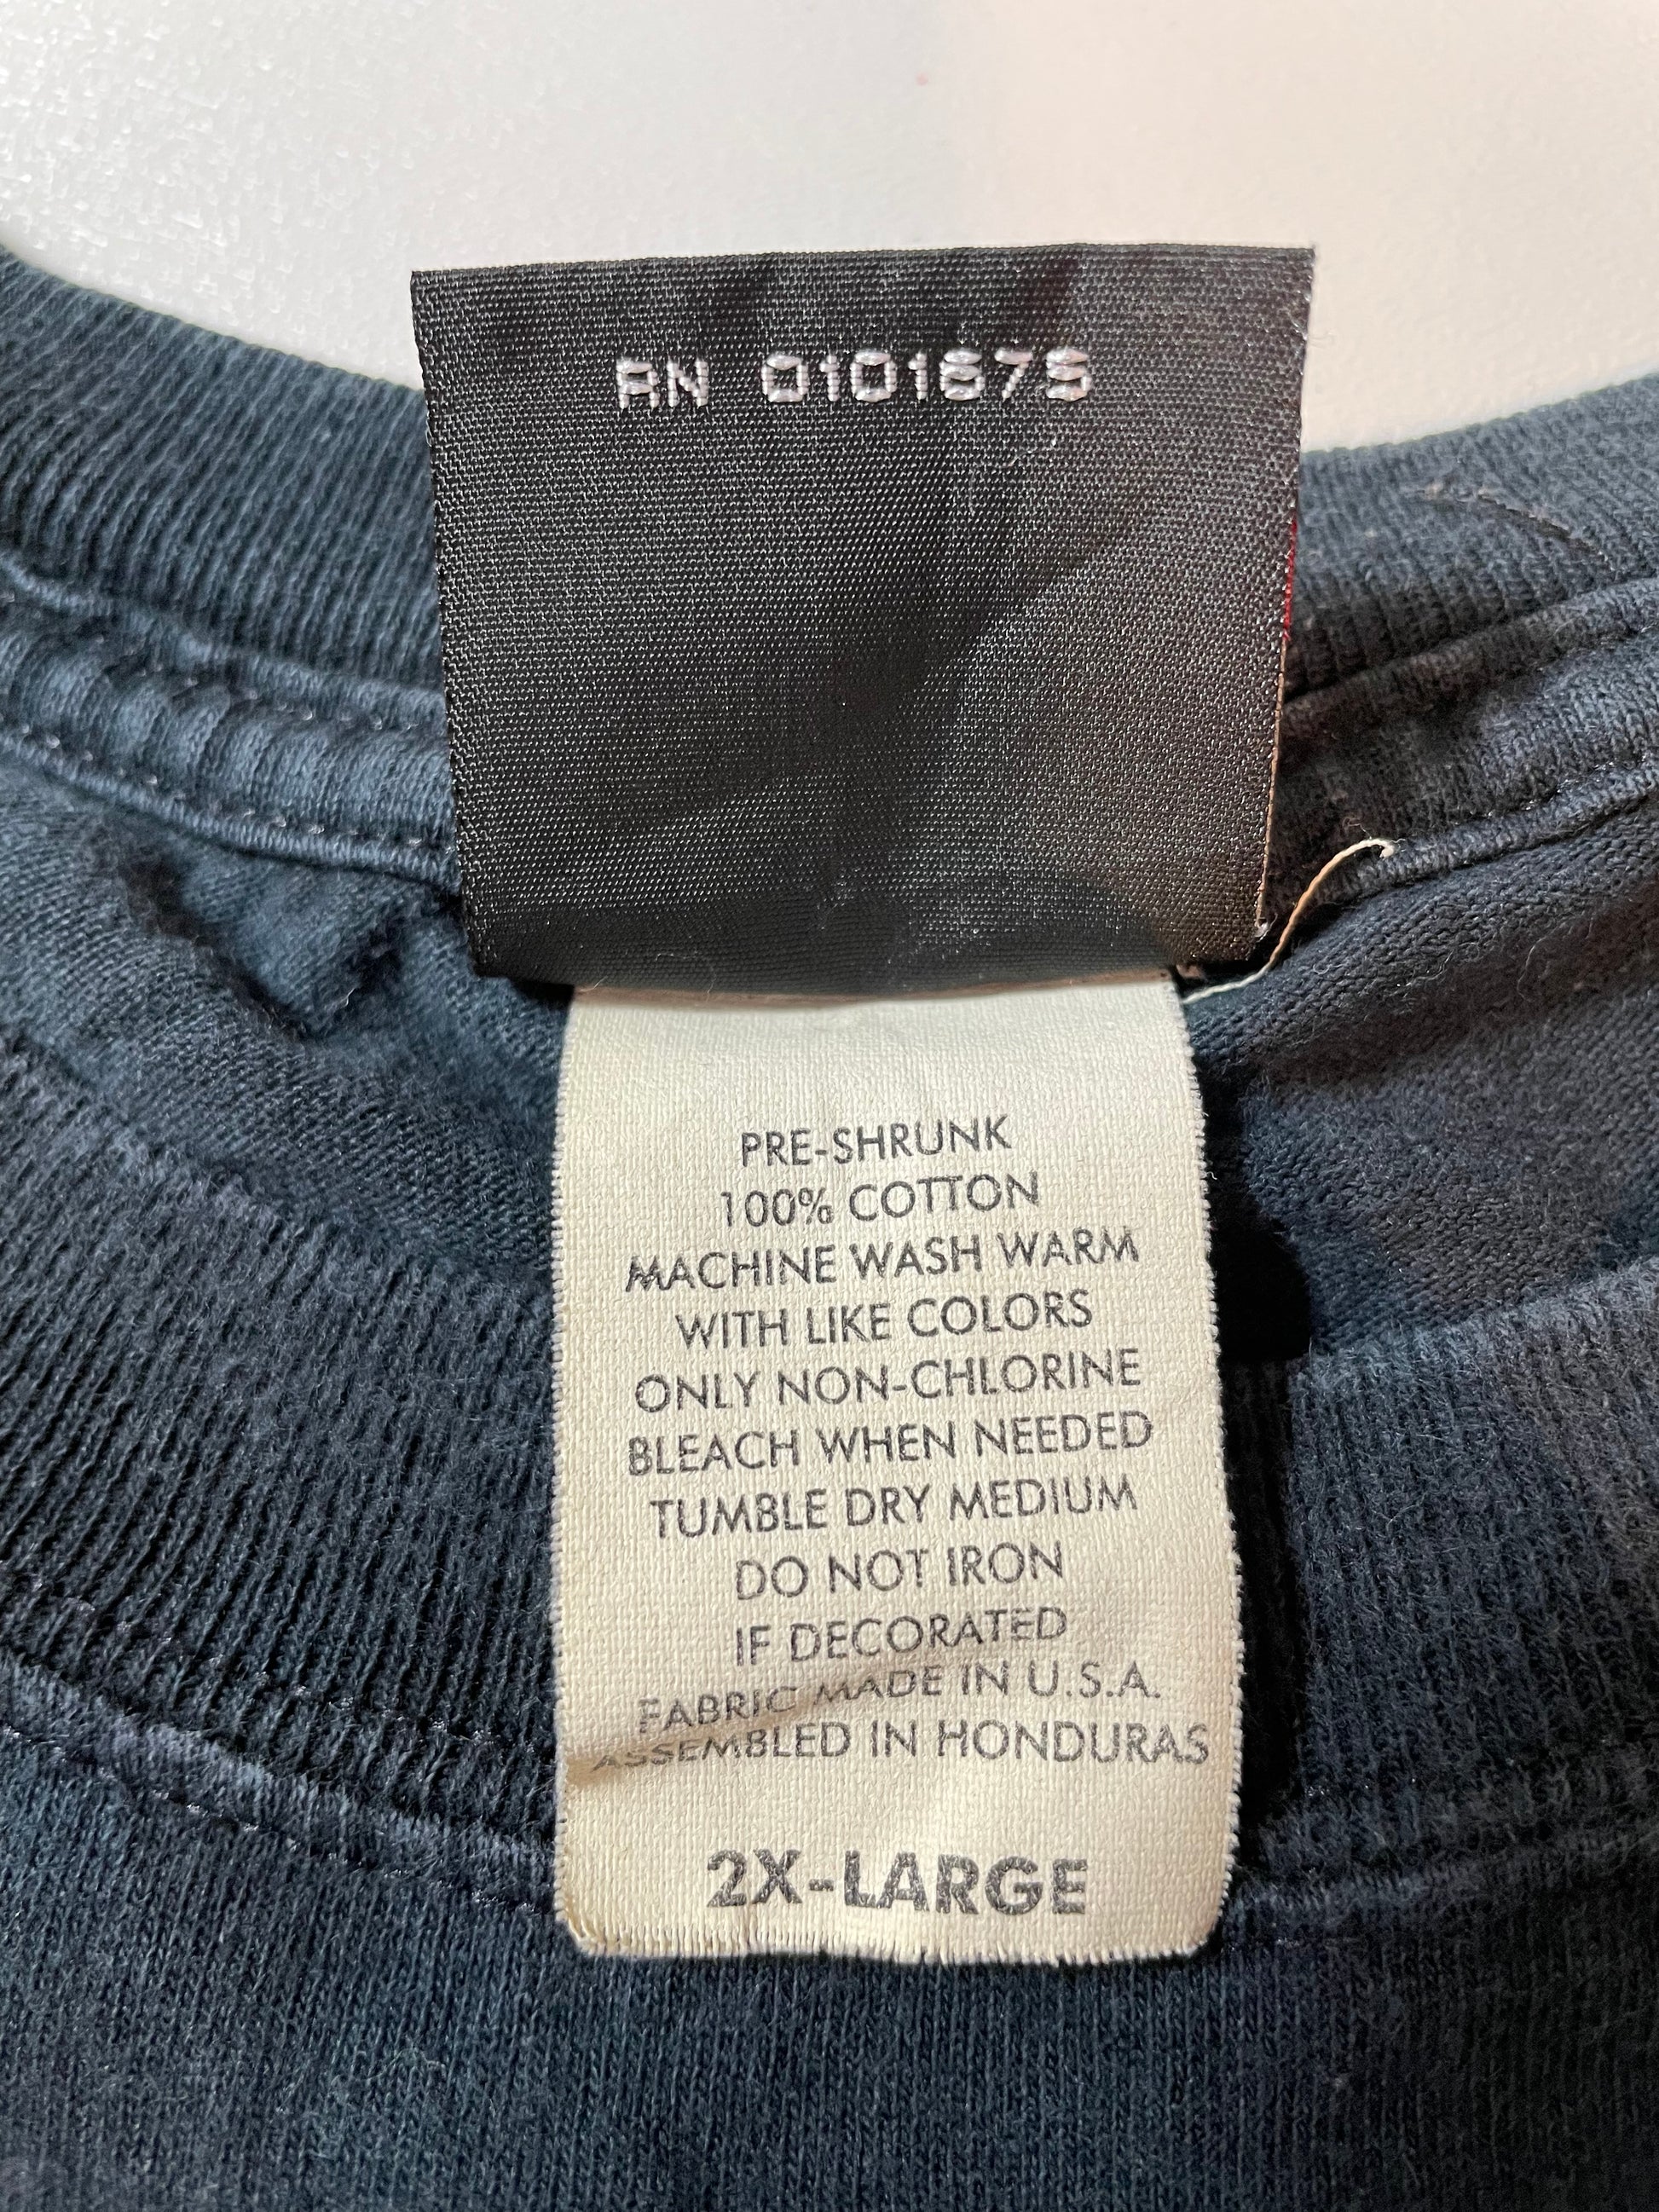 RN 0101675
PRE-SHRUNK
100% COTTON
MACHINE WASH WARM
WITH LIKE COLORS
ONLY NON-CHLORINE
BLEACH WHEN NEEDED
TUMBLE DRY MEDIUM
DO NOT IRON
IF DECORATED
FABRIC MADE IN U.S.A.
ASSEMBLED IN HONDURAS
2X-LARGE